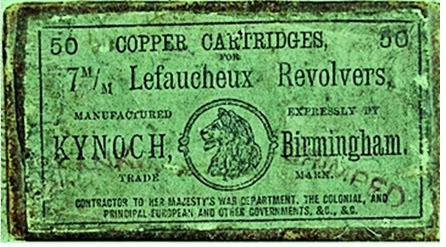 50 COPPER CARTRIDGES, 50
FOR
7 M/M Lefaucheux Revolvers,
MANUFACTURED EXPRESSLY BY
KYNOCH, Birmingham.
TRADE MARK.
CONTRACTOR TO HER MAJESTY'S WAR DEPARTMENT, THE COLONIAL, AND
PRINCIPAL EUROPEAN AND OTHER GOVERNMENTS, &C., &C.